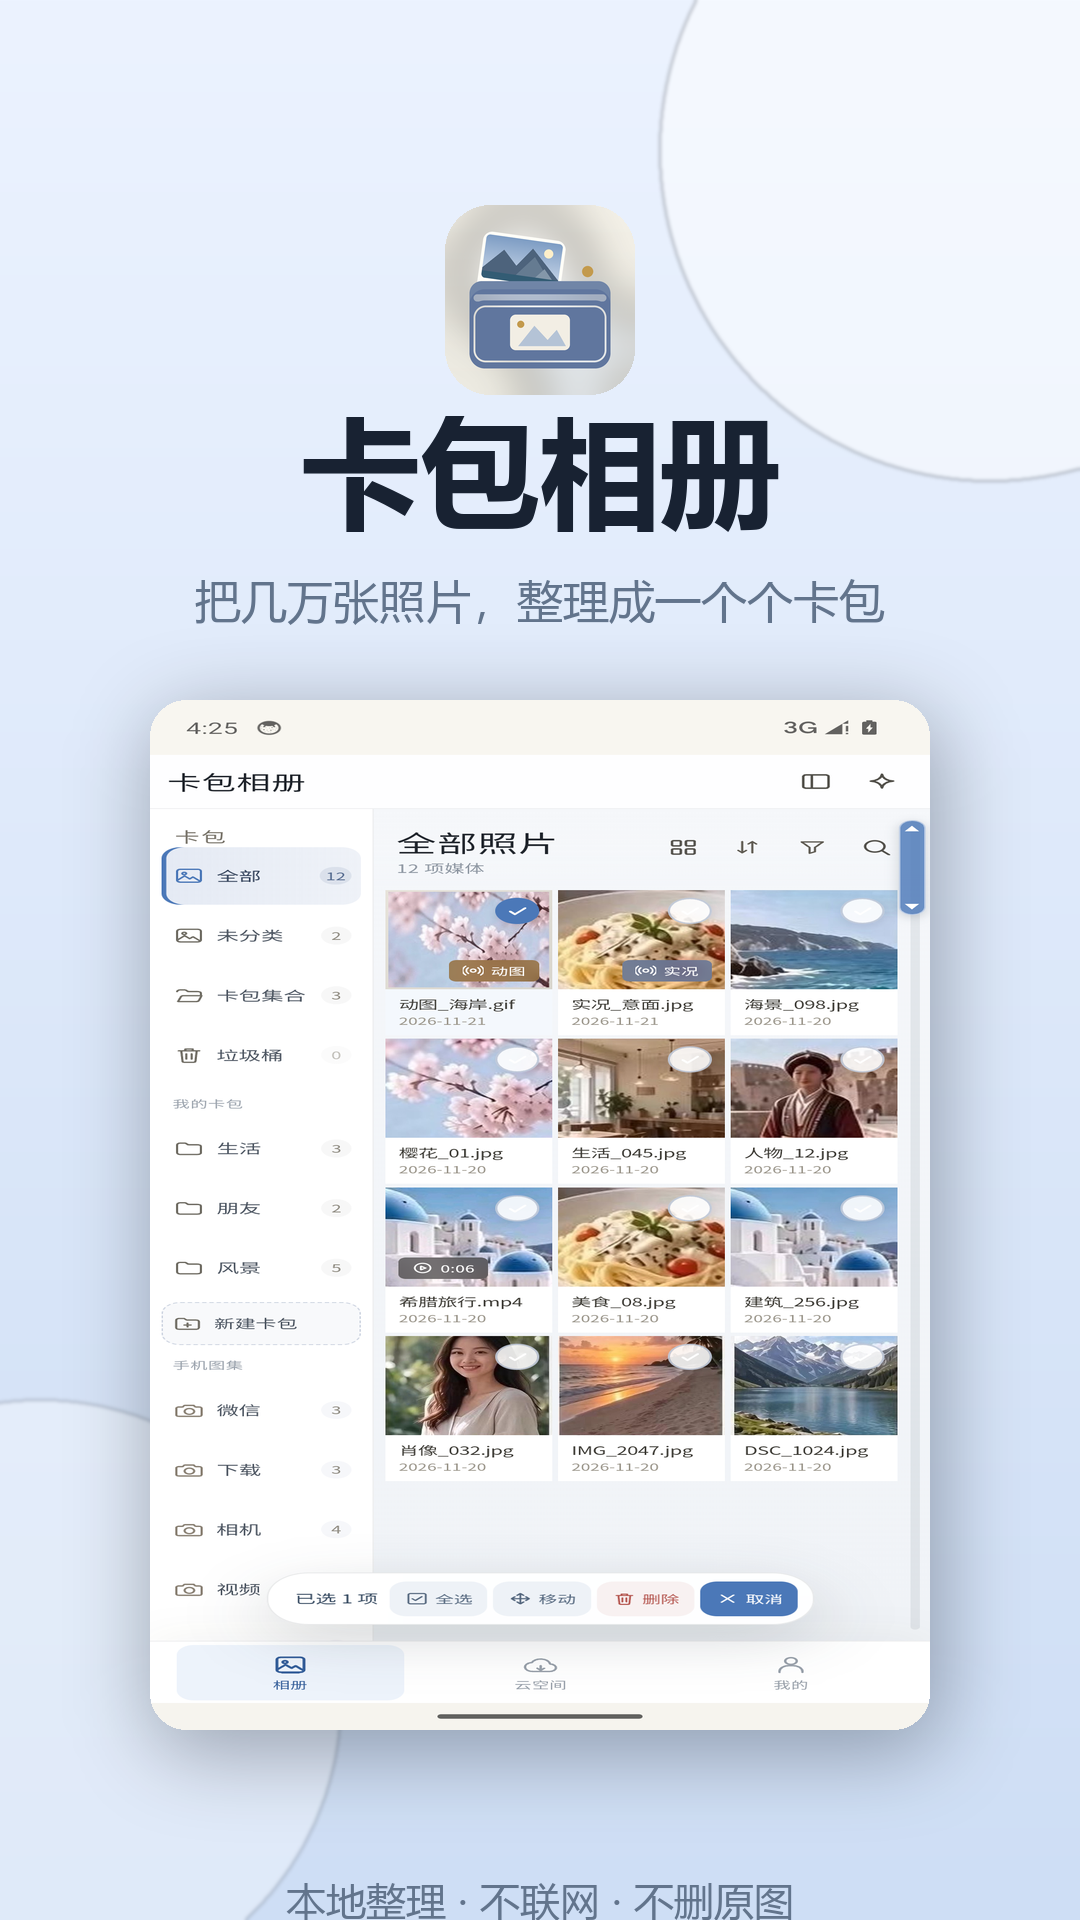 卡包相册
把几万张照片，整理成一个个卡包
4:25
3G
卡包相册
卡包
全部 12
未分类 2
卡包集合 3
垃圾桶 0
我的卡包
生活 3
朋友 2
风景 5
新建卡包
手机图集
微信 3
下载 3
相机 4
视频
全部照片
12 项媒体
动图
实况
动图_海岸.gif
2026-11-21
实况_意面.jpg
2026-11-21
海景_098.jpg
2026-11-20
樱花_01.jpg
2026-11-20
生活_045.jpg
2026-11-20
人物_12.jpg
2026-11-20
0:06
希腊旅行.mp4
2026-11-20
美食_08.jpg
2026-11-20
建筑_256.jpg
2026-11-20
肖像_032.jpg
2026-11-20
IMG_2047.jpg
2026-11-20
DSC_1024.jpg
2026-11-20
已选 1 项 全选 移动 删除 取消
相册 云空间 我的
本地整理 · 不联网 · 不删原图